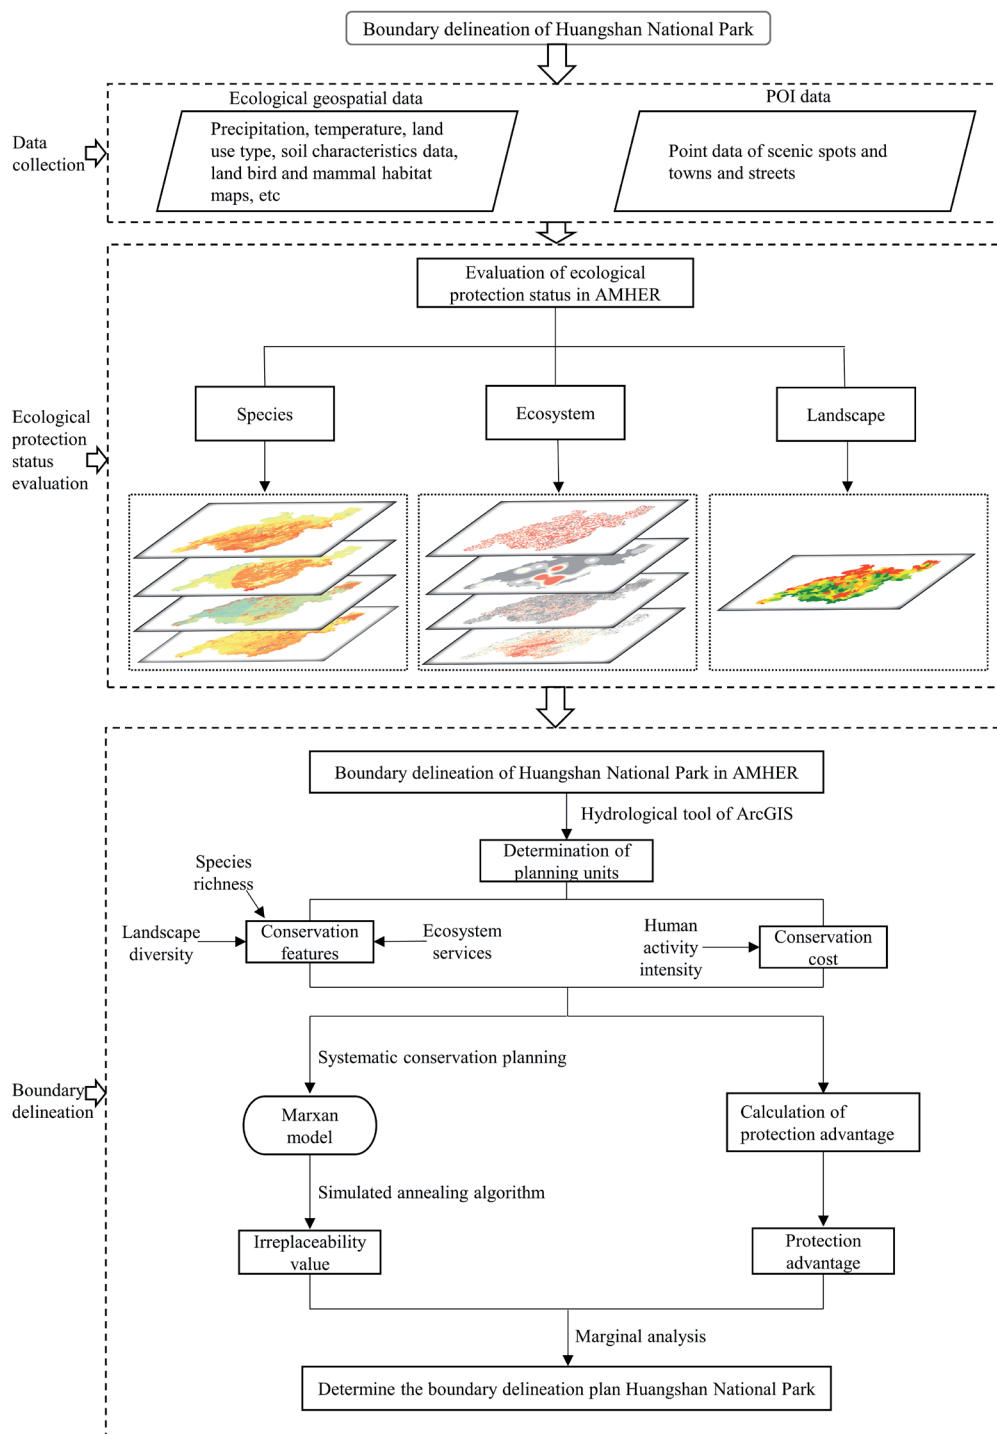 Boundary delineation of Huangshan National Park
Data
collection
Ecological geospatial data
Precipitation, temperature, land
use type, soil characteristics data,
land bird and mammal habitat
maps, etc
POI data
Point data of scenic spots and
towns and streets
Ecological
protection
status
evaluation
Evaluation of ecological
protection status in AMHER
Species
Ecosystem
Landscape
Boundary
delineation
Boundary delineation of Huangshan National Park in AMHER
Hydrological tool of ArcGIS
Determination of
planning units
Species
richness
Landscape
diversity
Conservation
features
Ecosystem
services
Human
activity
intensity
Conservation
cost
Systematic conservation planning
Marxan
model
Simulated annealing algorithm
Irreplaceability
value
Calculation of
protection advantage
Protection
advantage
Marginal analysis
Determine the boundary delineation plan Huangshan National Park